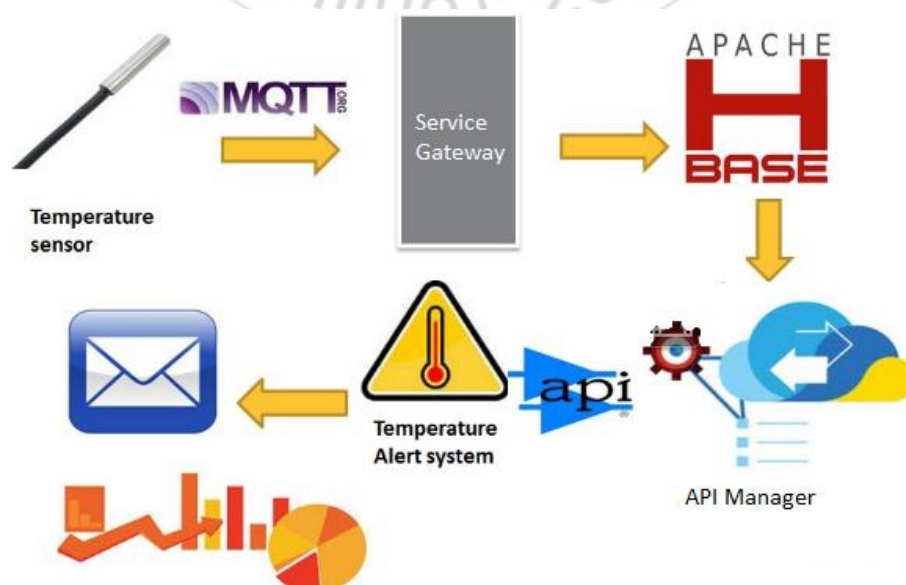 MQTT.ORG
Service
Gateway
APACHE
H
BASE
Temperature
sensor
api
Temperature
Alert system
API Manager